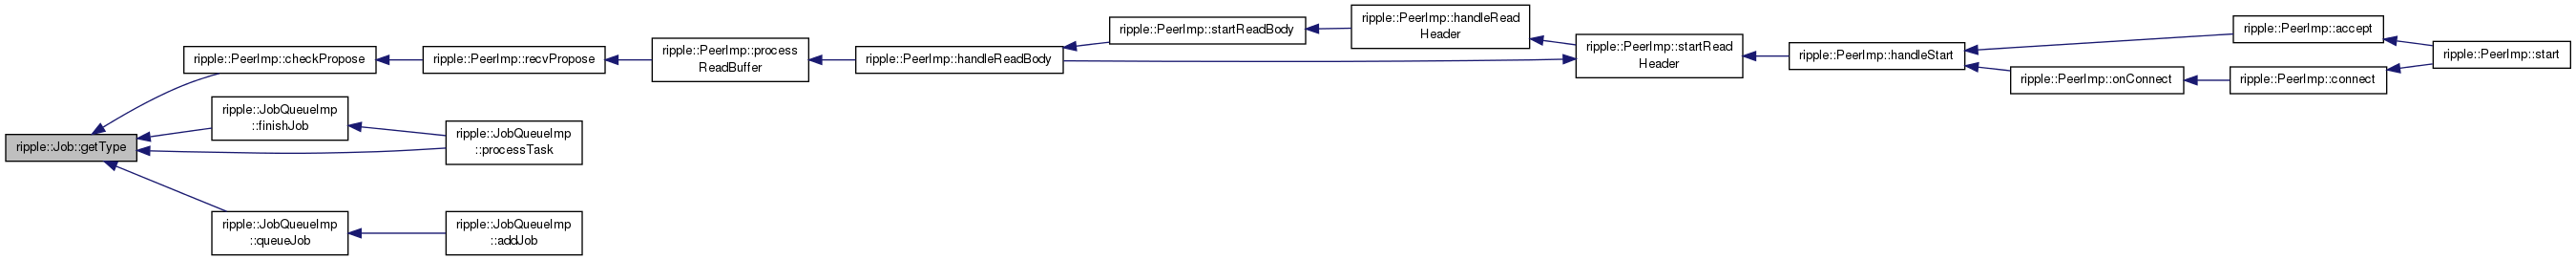 ripple::Job::getType
ripple::PeerImp::checkPropose
ripple::JobQueueImp
::finishJob
ripple::JobQueueImp
::queueJob
ripple::PeerImp::recvPropose
ripple::JobQueueImp
::processTask
ripple::JobQueueImp
::addJob
ripple::PeerImp::process
ReadBuffer
ripple::PeerImp::handleReadBody
ripple::PeerImp::startReadBody
ripple::PeerImp::handleRead
Header
ripple::PeerImp::startRead
Header
ripple::PeerImp::handleStart
ripple::PeerImp::accept
ripple::PeerImp::onConnect
ripple::PeerImp::connect
ripple::PeerImp::start